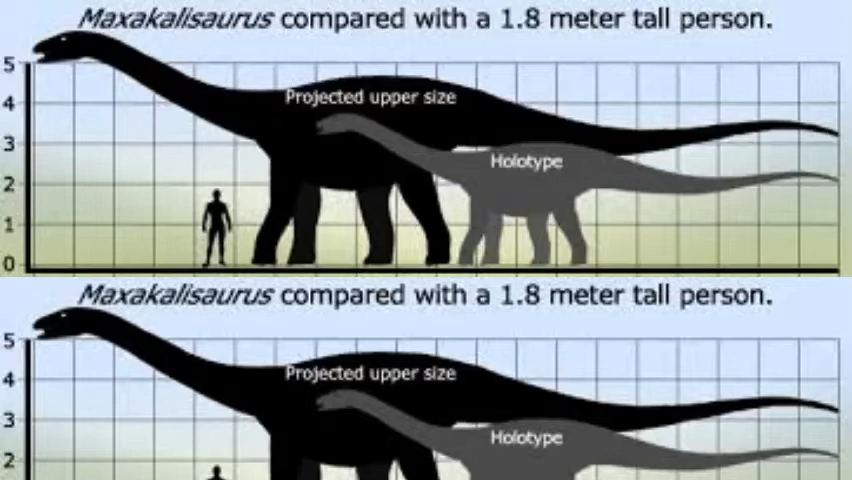 Maxakalisaurus compared with a 1.8 meter tall person.
5
Projected upper size
4
3
Holotype
2
1
0
Maxakalisaurus compared with a 1.8 meter tall person.
5
Projected upper size
4
3
Holotype
2